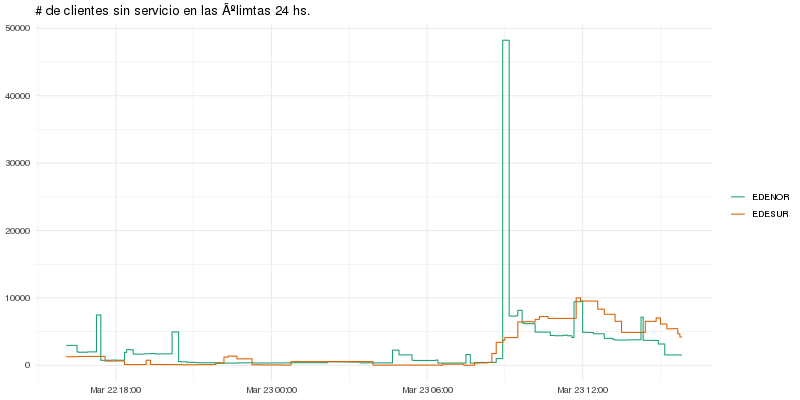 # de clientes sin servicio en las Ãºlimtas 24 hs.
50000
40000
30000
20000
10000
0
Mar 22 18:00
Mar 23 00:00
Mar 23 06:00
Mar 23 12:00
EDENOR
EDESUR